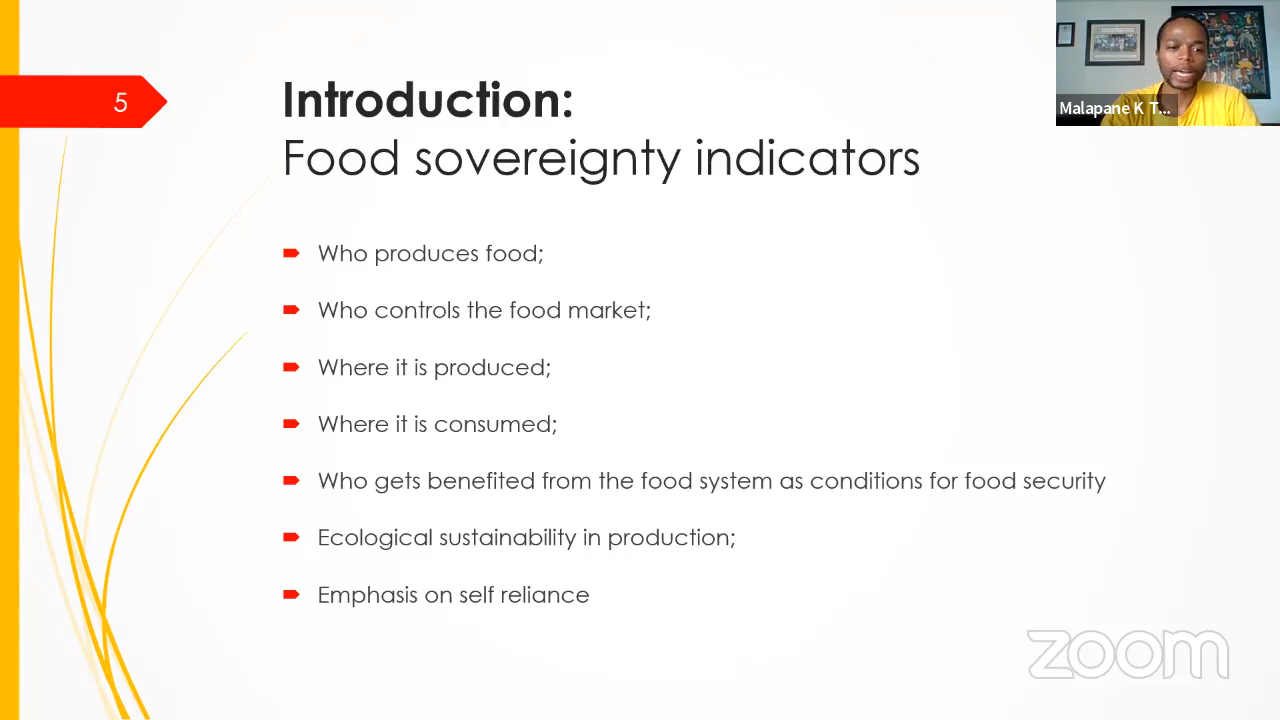 5
Introduction:
Food sovereignty indicators
Who produces food;
Who controls the food market;
Where it is produced;
Where it is consumed;
Who gets benefited from the food system as conditions for food security
Ecological sustainability in production;
Emphasis on self reliance
Malapane K T...
zoom